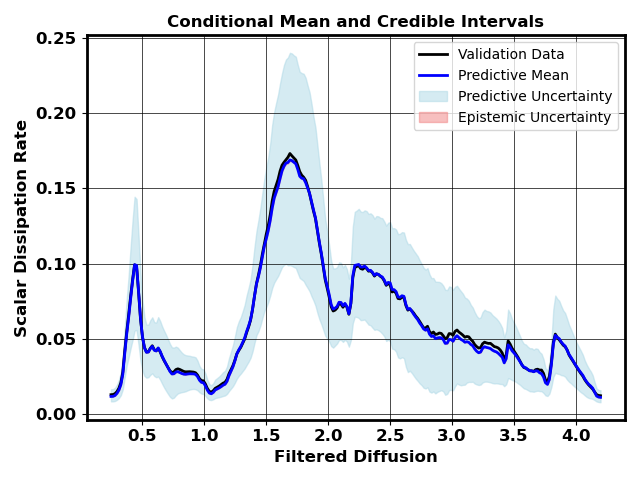 Conditional Mean and Credible Intervals
Validation Data
Predictive Mean
Predictive Uncertainty
Epistemic Uncertainty
Scalar Dissipation Rate
0.25
0.20
0.15
0.10
0.05
0.00
0.5 1.0 1.5 2.0 2.5 3.0 3.5 4.0
Filtered Diffusion